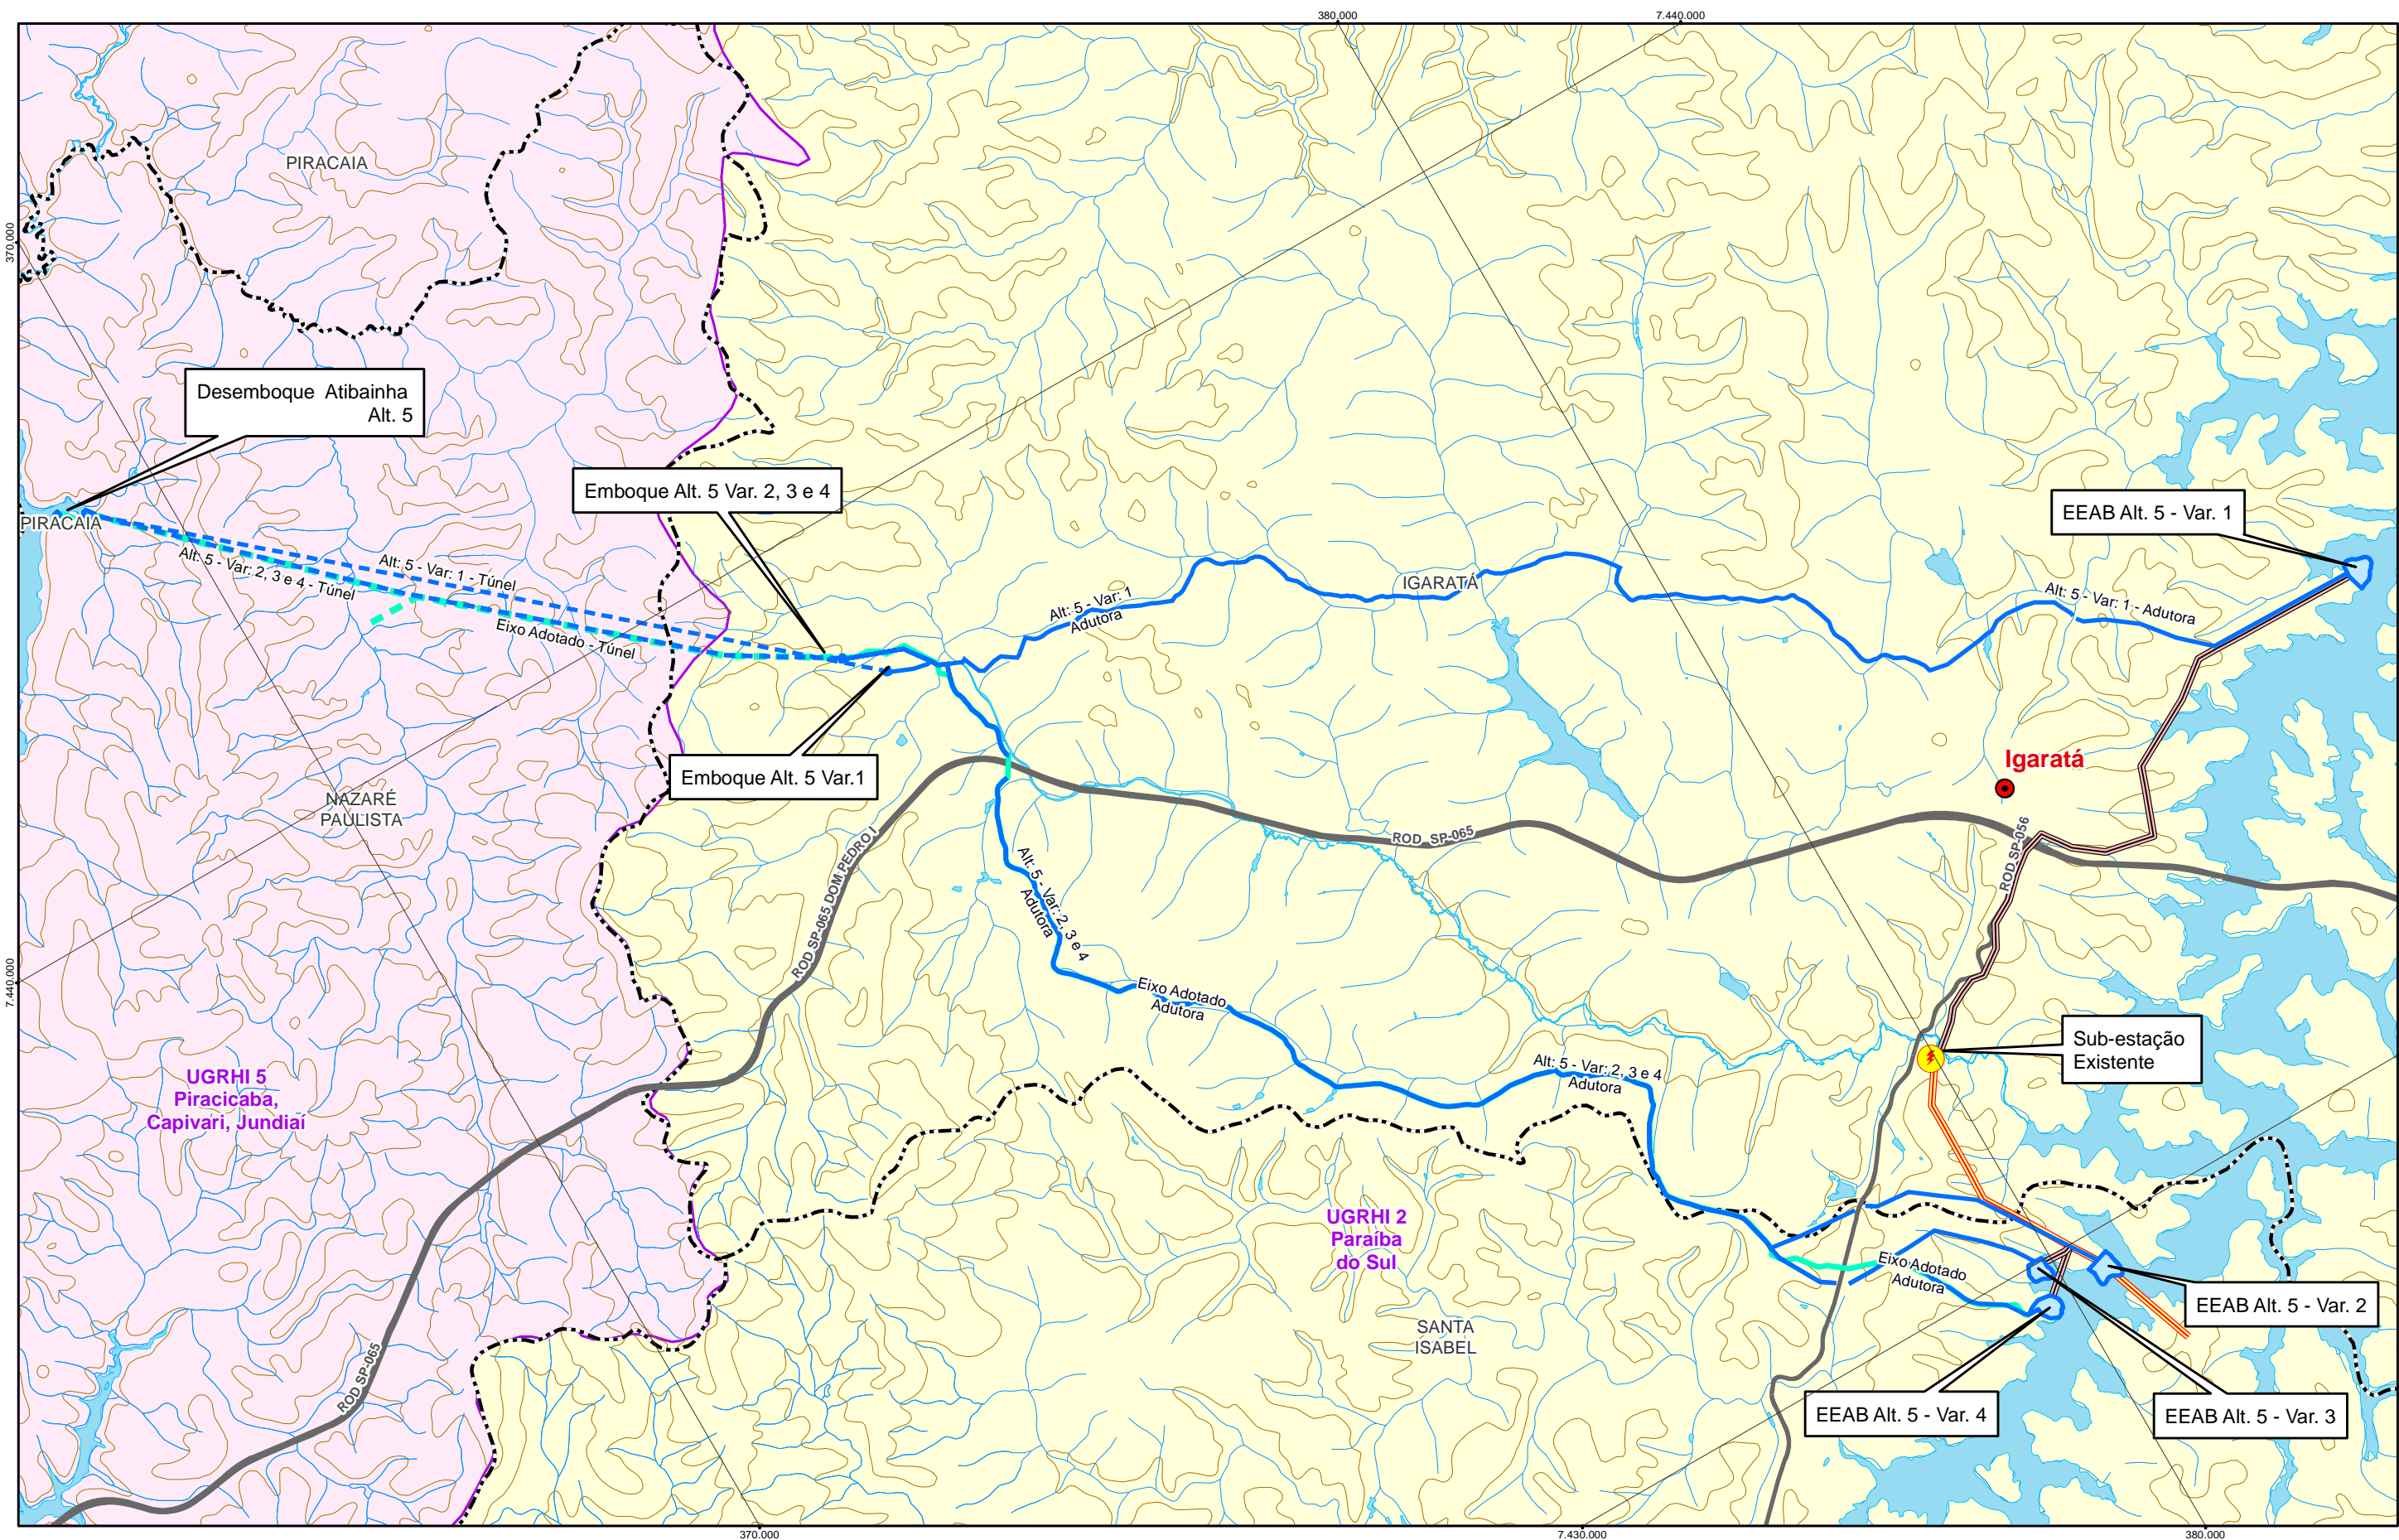 380.000
7.440.000
PIRACAIA
370.000
Desemboque Atibainha
Alt. 5
Emboque Alt. 5 Var. 2, 3 e 4
EEAB Alt. 5 - Var. 1
PIRACAIA
Alt: 5 - Var: 2, 3 e 4 - Túnel
Alt: 5 - Var: 1 - Túnel
Eixo Adotado - Túnel
Alt: 5 - Var: 1
Adutora
IGARATÁ
Alt: 5 - Var: 1 - Adutora
Emboque Alt. 5 Var.1
Igaratá
NAZARÉ
PAULISTA
ROD SP-065 DOM PEDRO I
ROD SP-065
ROD SP-056
Alt: 5 - Var: 2, 3 e 4
Adutora
7.440.000
Eixo Adotado
Adutora
Sub-estação
Existente
Alt: 5 - Var: 2, 3 e 4
Adutora
UGRHI 5
Piracicaba,
Capivari, Jundiaí
UGRHI 2
Paraíba
do Sul
Eixo Adotado
Adutora
EEAB Alt. 5 - Var. 2
SANTA
ISABEL
ROD SP-065
EEAB Alt. 5 - Var. 4
EEAB Alt. 5 - Var. 3
370.000
7.430.000
380.000